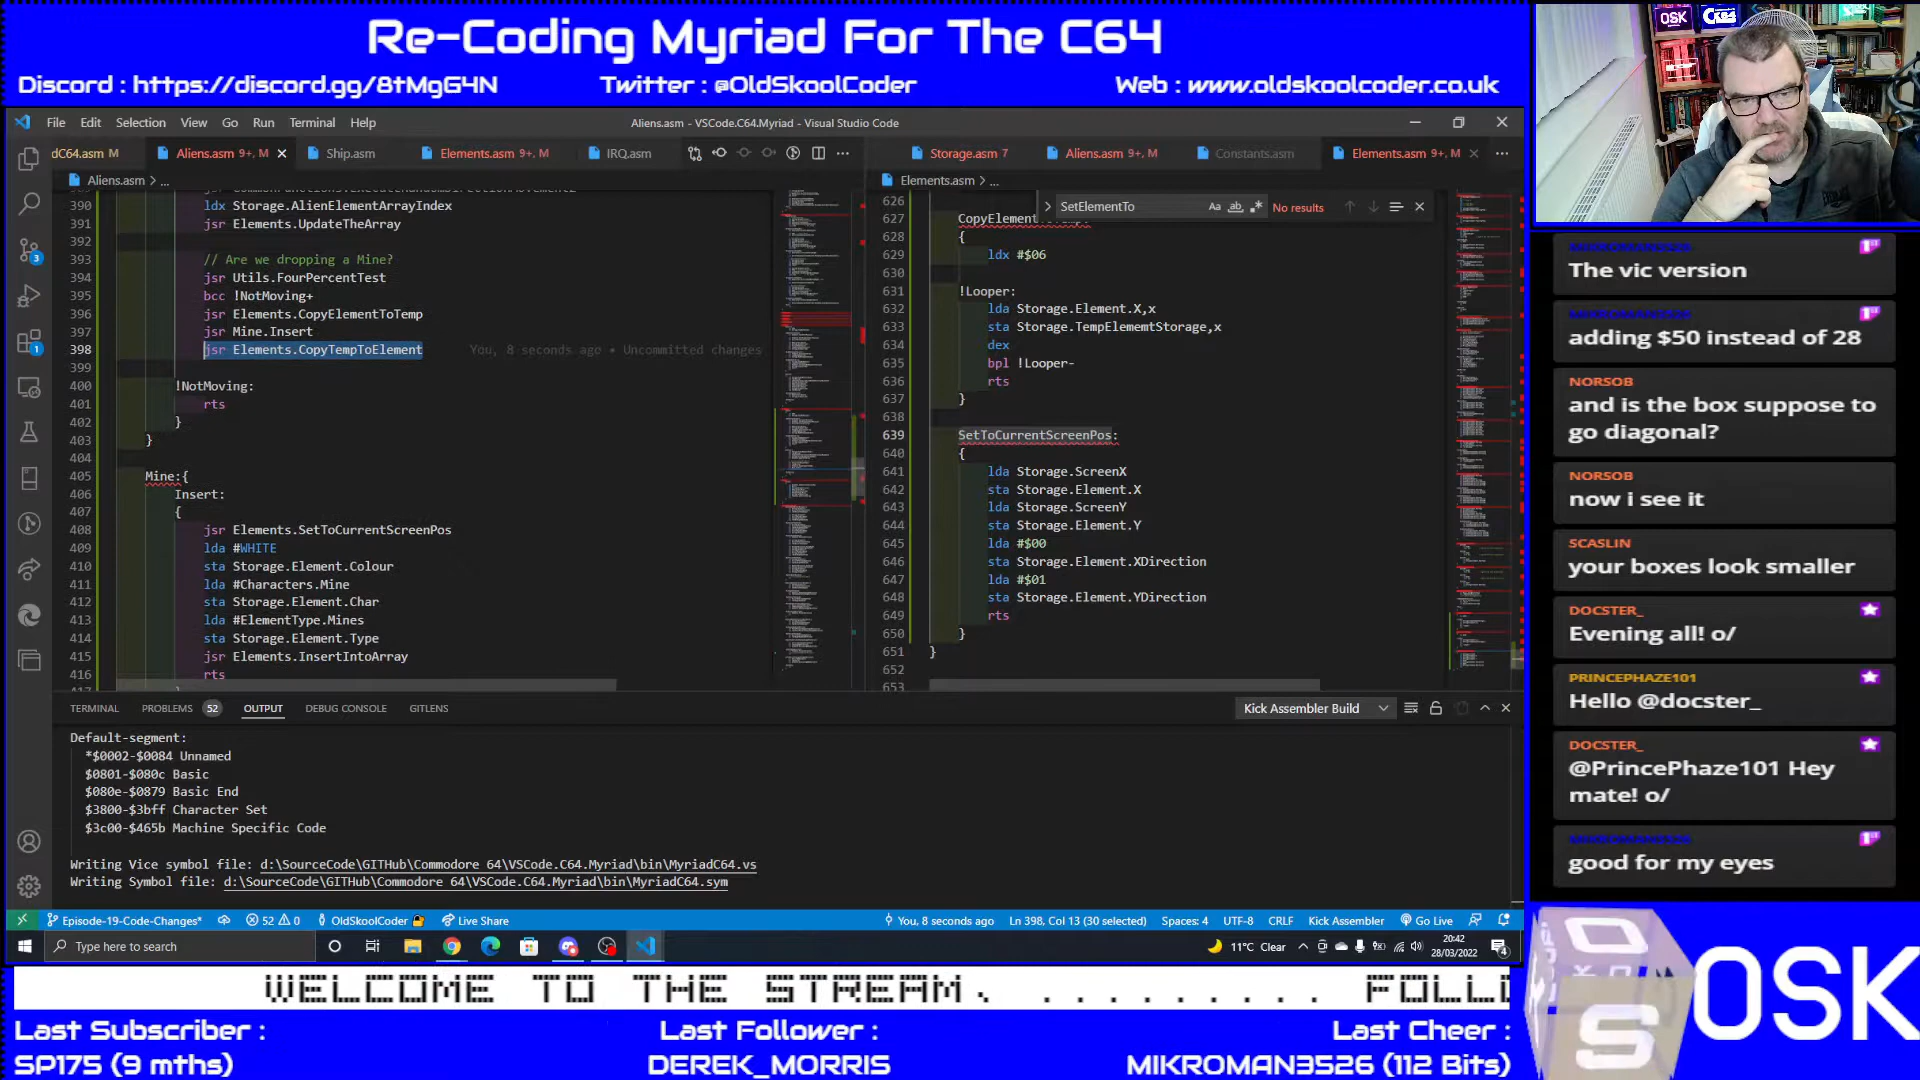 Re-Coding Myriad For The C64
Discord : https://discord.gg/8tMgG4N
Twitter : @OldSkoolCoder
Web : www.oldskoolcoder.co.uk
File Edit Selection View Go Run Terminal Help
Aliens.asm - VSCode.C64.Myriad - Visual Studio Code
dC64.asm M
Aliens.asm 9+, M
Ship.asm
Elements.asm 9+, M
IRQ.asm
Storage.asm 7
Aliens.asm 9+, M
Constants.asm
Elements.asm 9+, M
Aliens.asm > ...
390 ldx Storage.AlienElementArrayIndex
391 jsr Elements.UpdateTheArray
392
393 // Are we dropping a Mine?
394 jsr Utils.FourPercentTest
395 bcc !NotMoving+
396 jsr Elements.CopyElementToTemp
397 jsr Mine.Insert
398 jsr Elements.CopyTempToElement You, 8 seconds ago • Uncommitted changes
399
400 !NotMoving:
401 rts
402 }
403 }
404
405 Mine:{
406 Insert:
407 {
408 jsr Elements.SetToCurrentScreenPos
409 lda #WHITE
410 sta Storage.Element.Colour
411 lda #Characters.Mine
412 sta Storage.Element.Char
413 lda #ElementType.Mines
414 sta Storage.Element.Type
415 jsr Elements.InsertIntoArray
416 rts
Elements.asm > ...
SetElementTo
Aa ab
No results
626
627 CopyElement
628 {
629 ldx #$06
630
631 !Looper:
632 lda Storage.Element.X,x
633 sta Storage.TempElememtStorage,x
634 dex
635 bpl !Looper-
636 rts
637 }
638
639 SetToCurrentScreenPos:
640 {
641 lda Storage.ScreenX
642 sta Storage.Element.X
643 lda Storage.ScreenY
644 sta Storage.Element.Y
645 lda #$00
646 sta Storage.Element.XDirection
647 lda #$01
648 sta Storage.Element.YDirection
649 rts
650 }
651 }
652
653
TERMINAL PROBLEMS 52 OUTPUT DEBUG CONSOLE GITLENS
Kick Assembler Build
Default-segment:
*$0002-$0084 Unnamed
$0801-$080c Basic
$080e-$0879 Basic End
$3800-$3bff Character Set
$3c00-$465b Machine Specific Code
Writing Vice symbol file: d:\SourceCode\GITHub\Commodore 64\VSCode.C64.Myriad\bin\MyriadC64.vs
Writing Symbol file: d:\SourceCode\GITHub\Commodore 64\VSCode.C64.Myriad\bin\MyriadC64.sym
Episode-19-Code-Changes* 52 0 OldSkoolCoder Live Share You, 8 seconds ago Ln 398, Col 13 (30 selected) Spaces: 4 UTF-8 CRLF Kick Assembler Go Live
Type here to search
11°C Clear
20:42
28/03/2022
4
OSK
C64
The vic version
adding $50 instead of 28
NORSOB
and is the box suppose to
go diagonal?
NORSOB
now i see it
SCASLIN
your boxes look smaller
DOCSTER_
Evening all! o/
PRINCEPHAZE101
Hello @docster_
DOCSTER_
@PrincePhaze101 Hey
mate! o/
good for my eyes
WELCOME TO THE STREAM. . . . . . . . . . FOLL
Last Subscriber :
SP175 (9 mths)
Last Follower :
DEREK_MORRIS
Last Cheer :
MIKROMAN3526 (112 Bits)
OSK